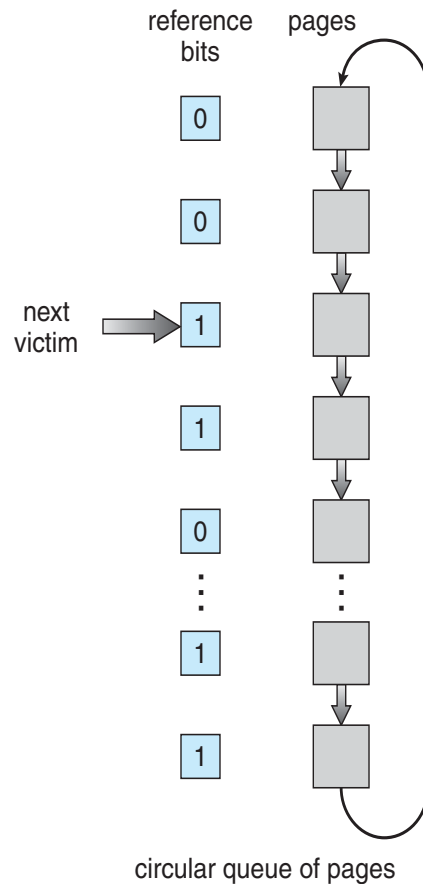 reference bits
pages
0
0
next victim
1
1
0
1
1
circular queue of pages